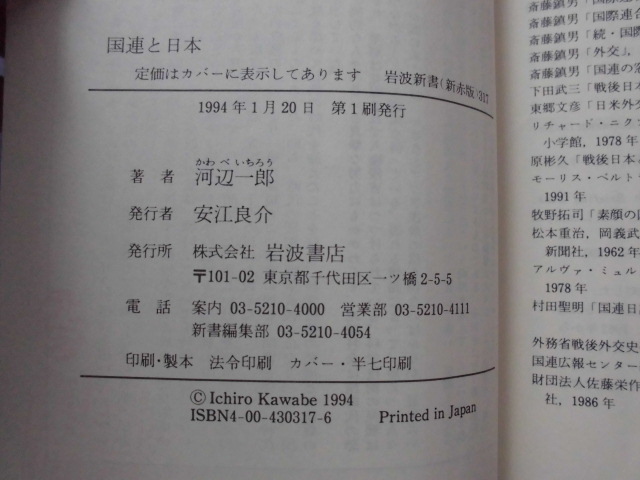 国連と日本
定価はカバーに表示してあります 岩波新書(新赤版)317
1994年1月20日 第1刷発行
かわべいちろう
著者 河辺一郎
発行者 安江良介
発行所 株式会社 岩波書店
〒101-02 東京都千代田区一ツ橋2-5-5
電話 案内 03-5210-4000 営業部 03-5210-4111
新書編集部 03-5210-4054
印刷・製本 法令印刷 カバー・半七印刷
©Ichiro Kawabe 1994
ISBN4-00-430317-6 Printed in Japan
斎藤鎮男「国際連合
斎藤鎮男「続・国際
斎藤鎮男「外交』,
斎藤鎮男「国連の
下田武三「戦後日本
東郷文彦「日米外交
リチャード・ニクソ
小学館, 1978年
原彬久「戦後日本と
モーリス・ベルト
1991年
牧野拓司「素顔の国
松本重治, 岡義武
新聞社, 1962年
アルヴァ・ミュル
1978年
村田聖明「国連日
外務省戦後外交史
国連広報センター
財団法人佐藤栄作
社, 1986年